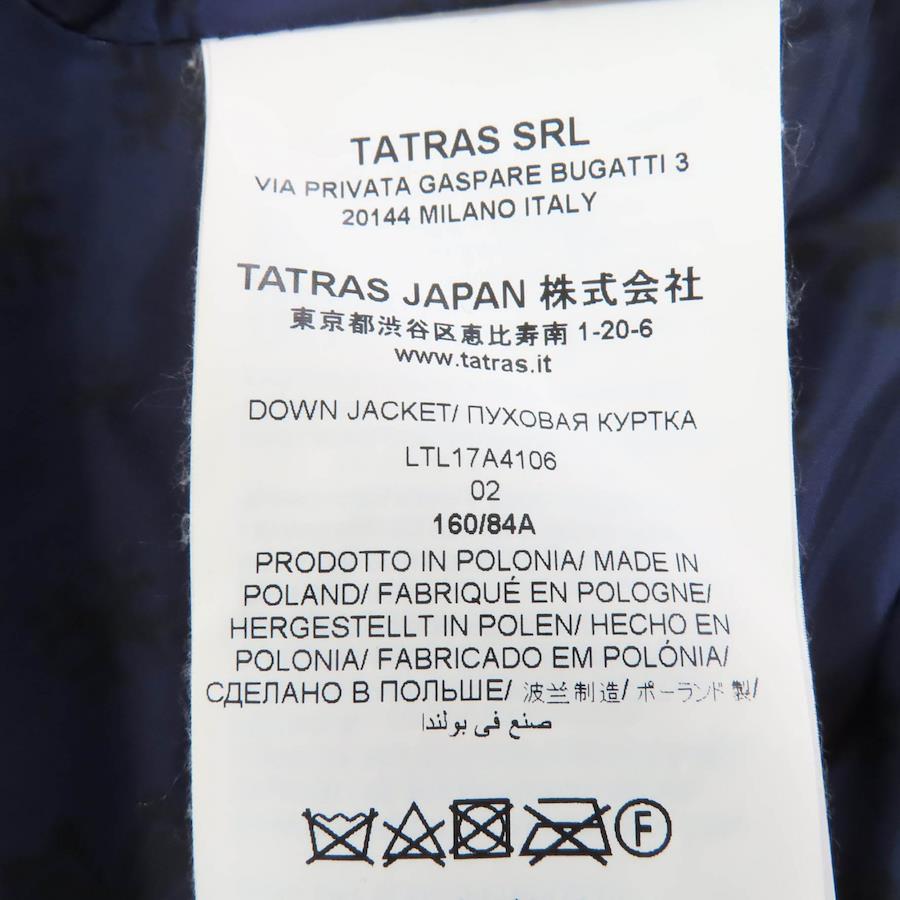 TATRAS SRL
VIA PRIVATA GASPARE BUGATTI 3
20144 MILANO ITALY
TATRAS JAPAN 株式会社
東京都渋谷区恵比寿南 1-20-6
www.tatras.it
DOWN JACKET/ ПУХОВАЯ КУРТКА
LTL17A4106
02
160/84A
PRODOTTO IN POLONIA/ MADE IN
POLAND/ FABRIQUÉ EN POLOGNE/
HERGESTELLT IN POLEN/ HECHO EN
POLONIA/ FABRICADO EM POLÓNIA/
СДЕЛАНО В ПОЛЬШЕ/ 波兰制造/ ポーランド製/
صنع في بولندا
F